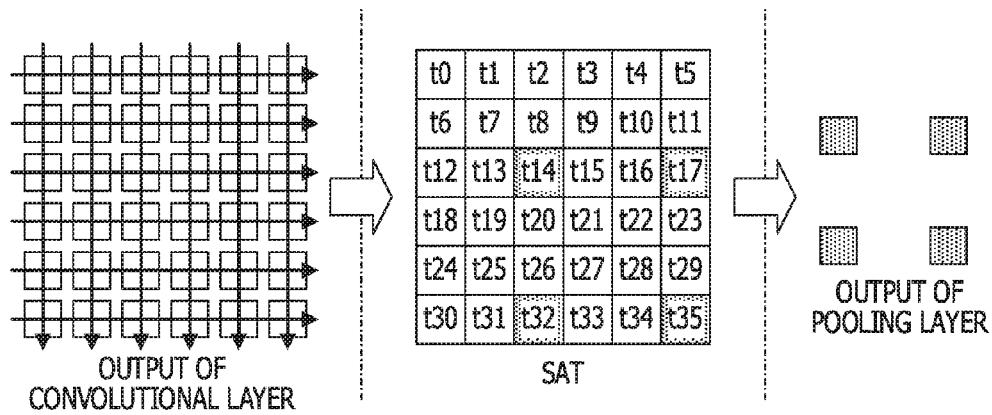 t0 t1 t2 t3 t4 t5
t6 t7 t8 t9 t10 t11
t12 t13 t14 t15 t16 t17
t18 t19 t20 t21 t22 t23
t24 t25 t26 t27 t28 t29
t30 t31 t32 t33 t34 t35
OUTPUT OF
CONVOLUTIONAL LAYER
SAT
OUTPUT OF
POOLING LAYER